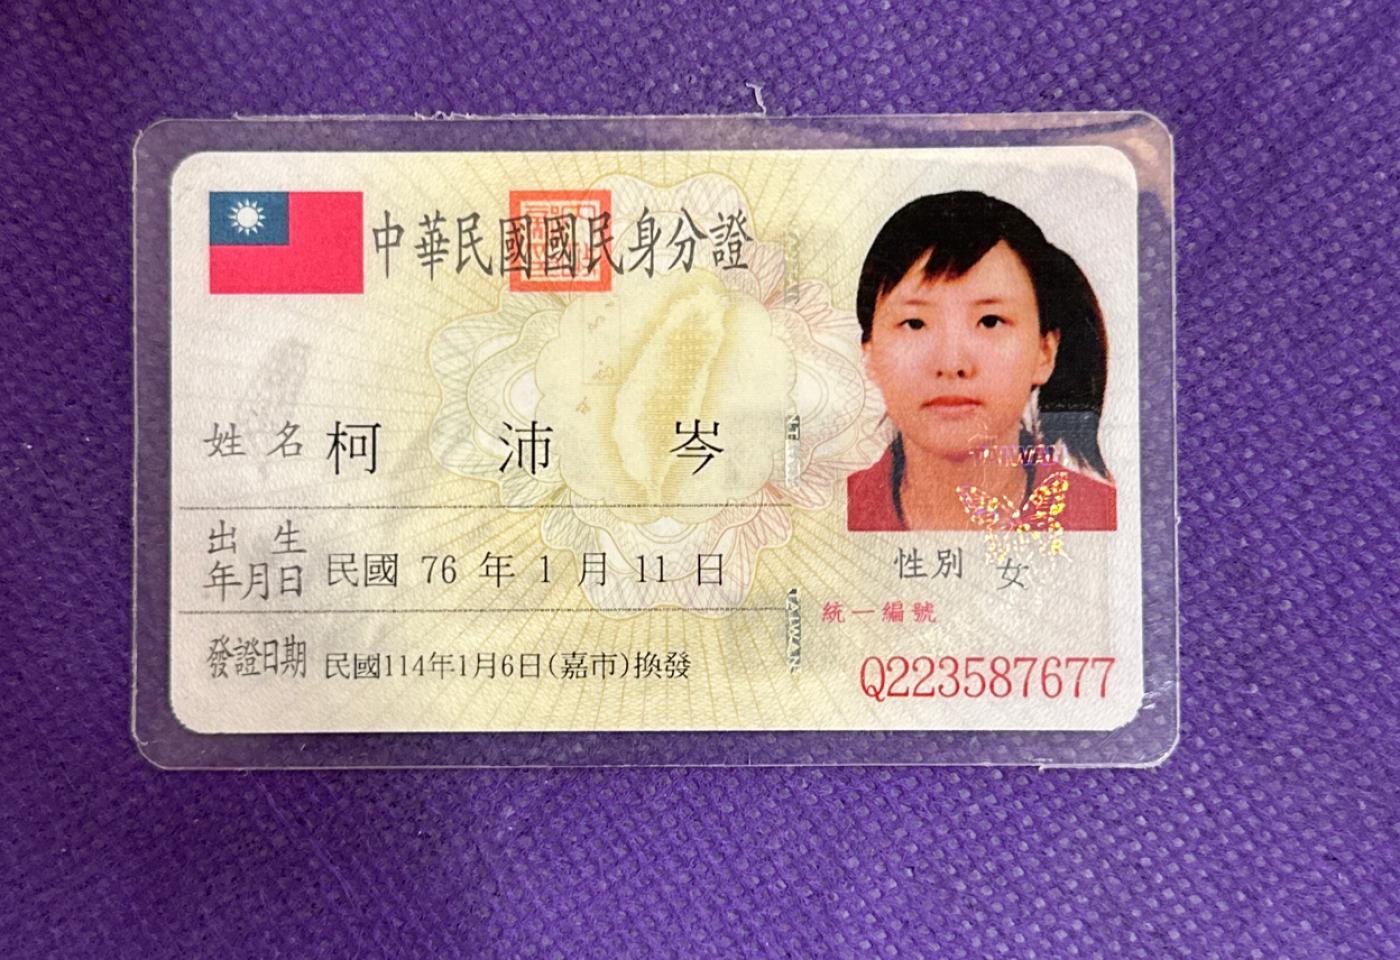 中華民國國民身分證
姓名 柯沛岑
出生年月日 民國 76 年 1 月 11 日
發證日期 民國114年1月6日(嘉市)換發
TAIWAN
性別 女
統一編號
Q223587677
TAIWAN